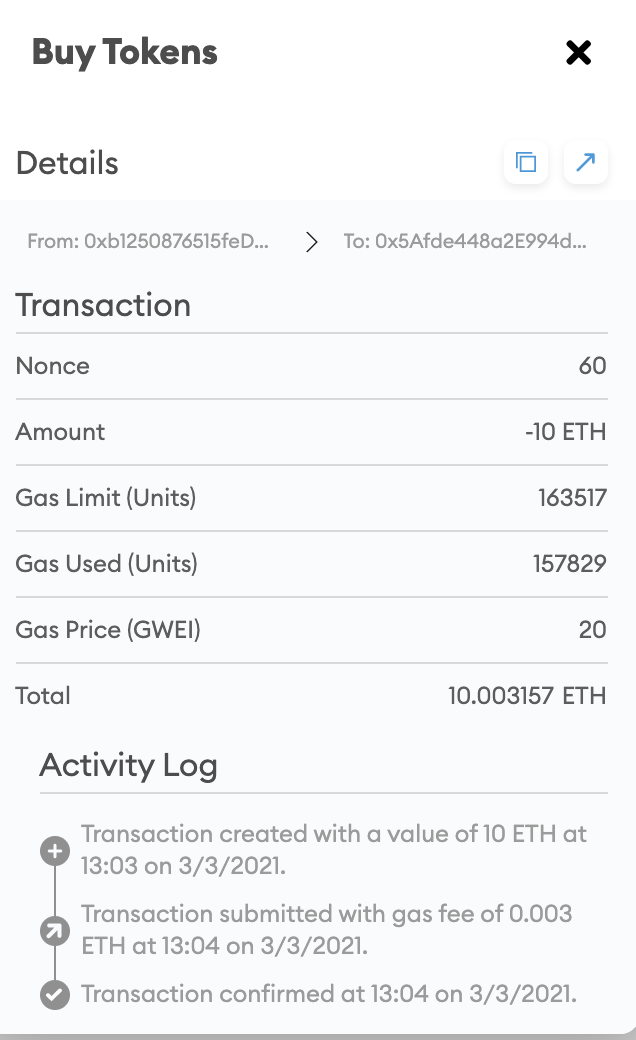 Buy Tokens
Details
From: 0xb1250876515feD...
To: 0x5Afde448a2E994d...
Transaction
Nonce 60
Amount -10 ETH
Gas Limit (Units) 163517
Gas Used (Units) 157829
Gas Price (GWEI) 20
Total 10.003157 ETH
Activity Log
Transaction created with a value of 10 ETH at
13:03 on 3/3/2021.
Transaction submitted with gas fee of 0.003
ETH at 13:04 on 3/3/2021.
Transaction confirmed at 13:04 on 3/3/2021.